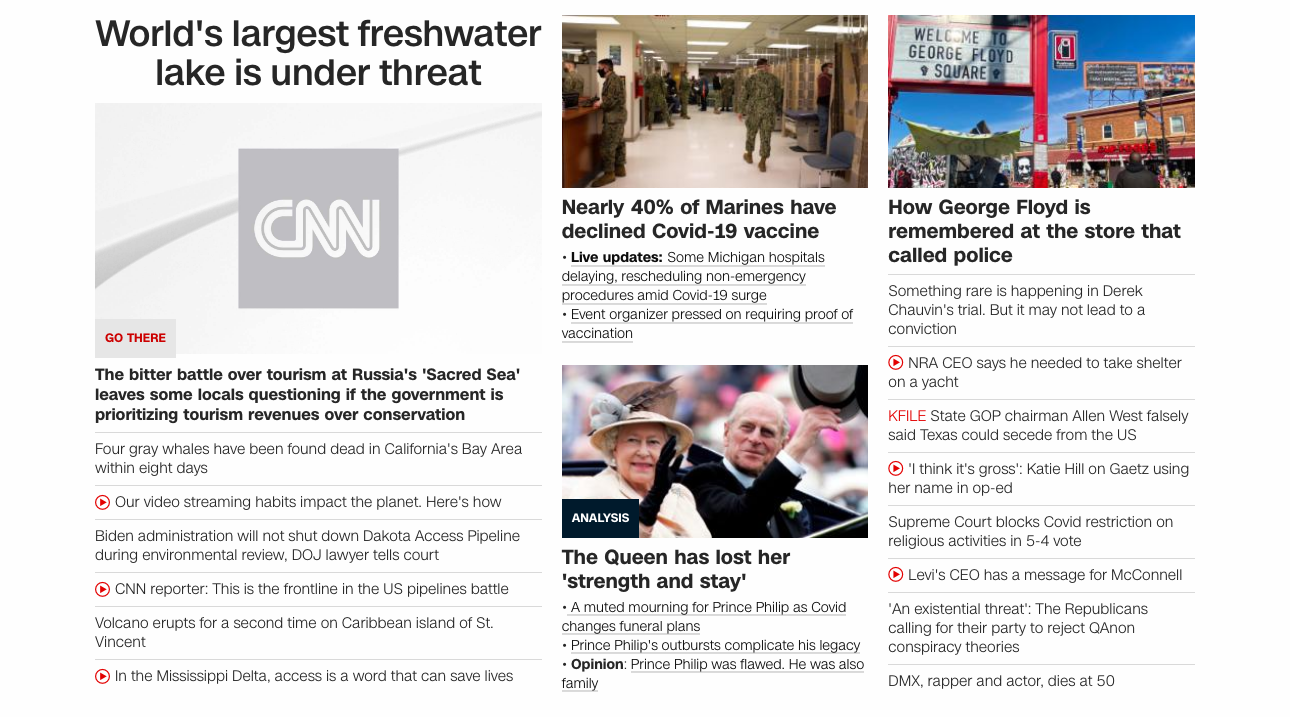 World's largest freshwater
lake is under threat
CNN
GO THERE
The bitter battle over tourism at Russia's 'Sacred Sea'
leaves some locals questioning if the government is
prioritizing tourism revenues over conservation
Four gray whales have been found dead in California's Bay Area
within eight days
Our video streaming habits impact the planet. Here's how
Biden administration will not shut down Dakota Access Pipeline
during environmental review, DOJ lawyer tells court
CNN reporter: This is the frontline in the US pipelines battle
Volcano erupts for a second time on Caribbean island of St.
Vincent
In the Mississippi Delta, access is a word that can save lives
Nearly 40% of Marines have
declined Covid-19 vaccine
• Live updates: Some Michigan hospitals
delaying, rescheduling non-emergency
procedures amid Covid-19 surge
• Event organizer pressed on requiring proof of
vaccination
ANALYSIS
The Queen has lost her
'strength and stay'
• A muted mourning for Prince Philip as Covid
changes funeral plans
• Prince Philip's outbursts complicate his legacy
• Opinion: Prince Philip was flawed. He was also
family
WELCOME TO
GEORGE FLOYD
SQUARE
How George Floyd is
remembered at the store that
called police
Something rare is happening in Derek
Chauvin's trial. But it may not lead to a
conviction
NRA CEO says he needed to take shelter
on a yacht
KFILE State GOP chairman Allen West falsely
said Texas could secede from the US
'I think it's gross': Katie Hill on Gaetz using
her name in op-ed
Supreme Court blocks Covid restriction on
religious activities in 5-4 vote
Levi's CEO has a message for McConnell
'An existential threat': The Republicans
calling for their party to reject QAnon
conspiracy theories
DMX, rapper and actor, dies at 50